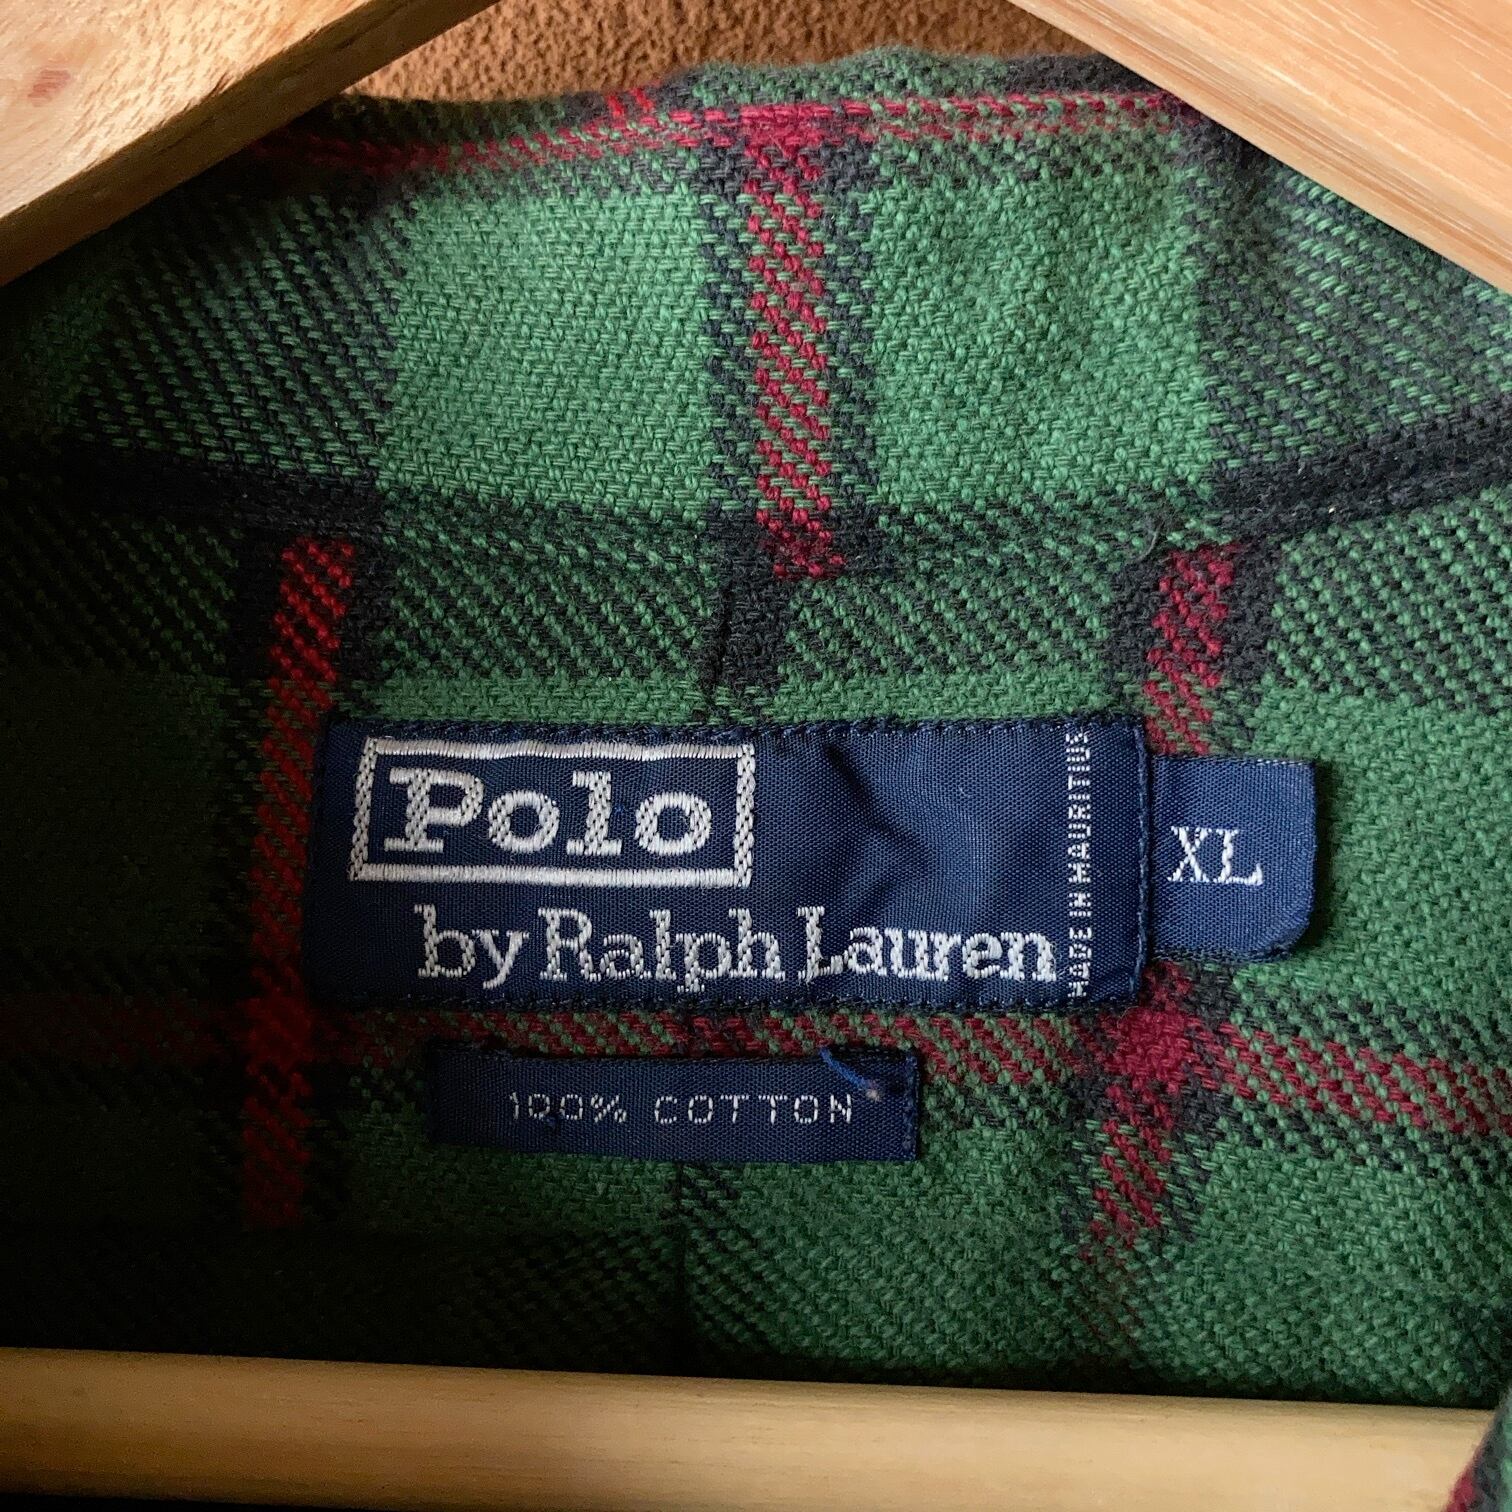 Polo
by Ralph Lauren
MADE IN MAURITIUS
XL
100% COTTON